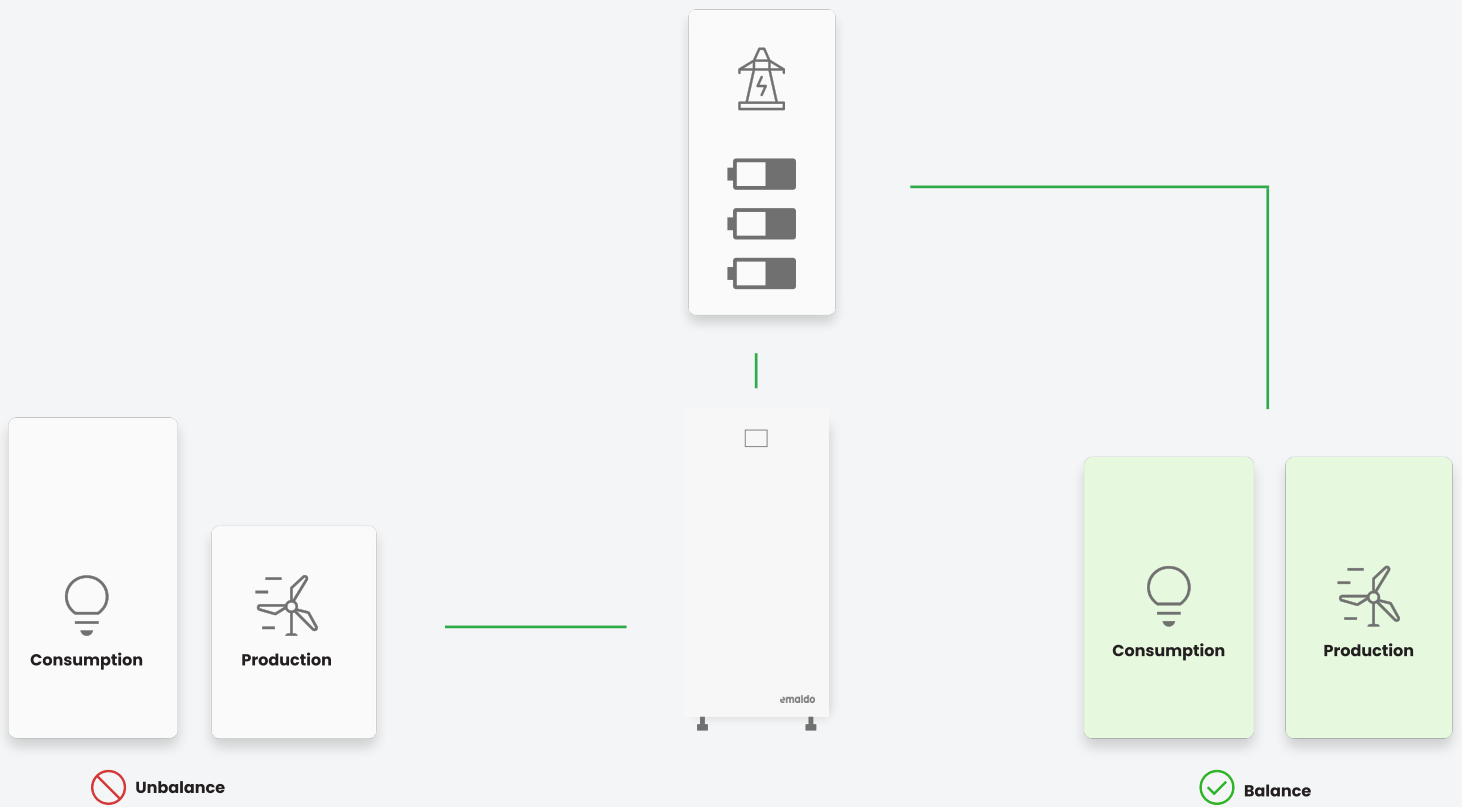 Consumption
Production
Unbalance
emaldo
Consumption
Production
Balance